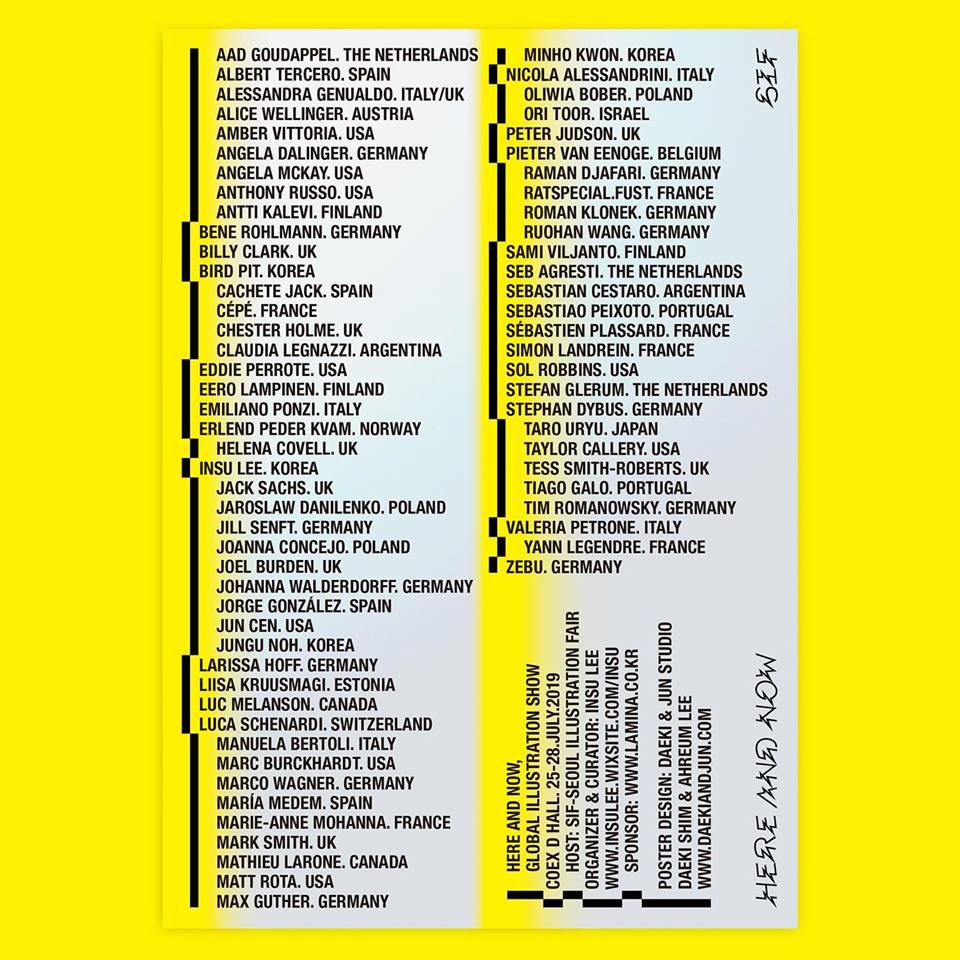 AAD GOUDAPPEL. THE NETHERLANDS
ALBERT TERCERO. SPAIN
ALESSANDRA GENUALDO. ITALY/UK
ALICE WELLINGER. AUSTRIA
AMBER VITTORIA. USA
ANGELA DALINGER. GERMANY
ANGELA MCKAY. USA
ANTHONY RUSSO. USA
ANTTI KALEVI. FINLAND
BENE ROHLMANN. GERMANY
BILLY CLARK. UK
BIRD PIT. KOREA
CACHETE JACK. SPAIN
CÉPÉ. FRANCE
CHESTER HOLME. UK
CLAUDIA LEGNAZZI. ARGENTINA
EDDIE PERROTE. USA
EERO LAMPINEN. FINLAND
EMILIANO PONZI. ITALY
ERLEND PEDER KVAM. NORWAY
HELENA COVELL. UK
INSU LEE. KOREA
JACK SACHS. UK
JAROSLAW DANILENKO. POLAND
JILL SENFT. GERMANY
JOANNA CONCEJO. POLAND
JOEL BURDEN. UK
JOHANNA WALDERDORFF. GERMANY
JORGE GONZÁLEZ. SPAIN
JUN CEN. USA
JUNGU NOH. KOREA
LARISSA HOFF. GERMANY
LIISA KRUUSMAGI. ESTONIA
LUC MELANSON. CANADA
LUCA SCHENARDI. SWITZERLAND
MANUELA BERTOLI. ITALY
MARC BURCKHARDT. USA
MARCO WAGNER. GERMANY
MARÍA MEDEM. SPAIN
MARIE-ANNE MOHANNA. FRANCE
MARK SMITH. UK
MATHIEU LARONE. CANADA
MATT ROTA. USA
MAX GUTHER. GERMANY
MINHO KWON. KOREA
NICOLA ALESSANDRINI. ITALY
OLIWIA BOBER. POLAND
ORI TOOR. ISRAEL
PETER JUDSON. UK
PIETER VAN EENOGE. BELGIUM
RAMAN DJAFARI. GERMANY
RATSPECIAL.FUST. FRANCE
ROMAN KLONEK. GERMANY
RUOHAN WANG. GERMANY
SAMI VILJANTO. FINLAND
SEB AGRESTI. THE NETHERLANDS
SEBASTIAN CESTARO. ARGENTINA
SEBASTIAO PEIXOTO. PORTUGAL
SÉBASTIEN PLASSARD. FRANCE
SIMON LANDREIN. FRANCE
SOL ROBBINS. USA
STEFAN GLERUM. THE NETHERLANDS
STEPHAN DYBUS. GERMANY
TARO URYU. JAPAN
TAYLOR CALLERY. USA
TESS SMITH-ROBERTS. UK
TIAGO GALO. PORTUGAL
TIM ROMANOWSKY. GERMANY
VALERIA PETRONE. ITALY
YANN LEGENDRE. FRANCE
ZEBU. GERMANY
HERE AND NOW,
GLOBAL ILLUSTRATION SHOW
COEX D HALL. 25-28.JULY.2019
HOST: SIF-SEOUL ILLUSTRATION FAIR
ORGANIZER & CURATOR: INSU LEE
WWW.INSULEE.WIXSITE.COM/INSU
SPONSOR: WWW.LAMINA.CO.KR
POSTER DESIGN: DAEKI & JUN STUDIO
DAEKI SHIM & AHREUM LEE
WWW.DAEKIANDJUN.COM
HERE AND NOW
SIF